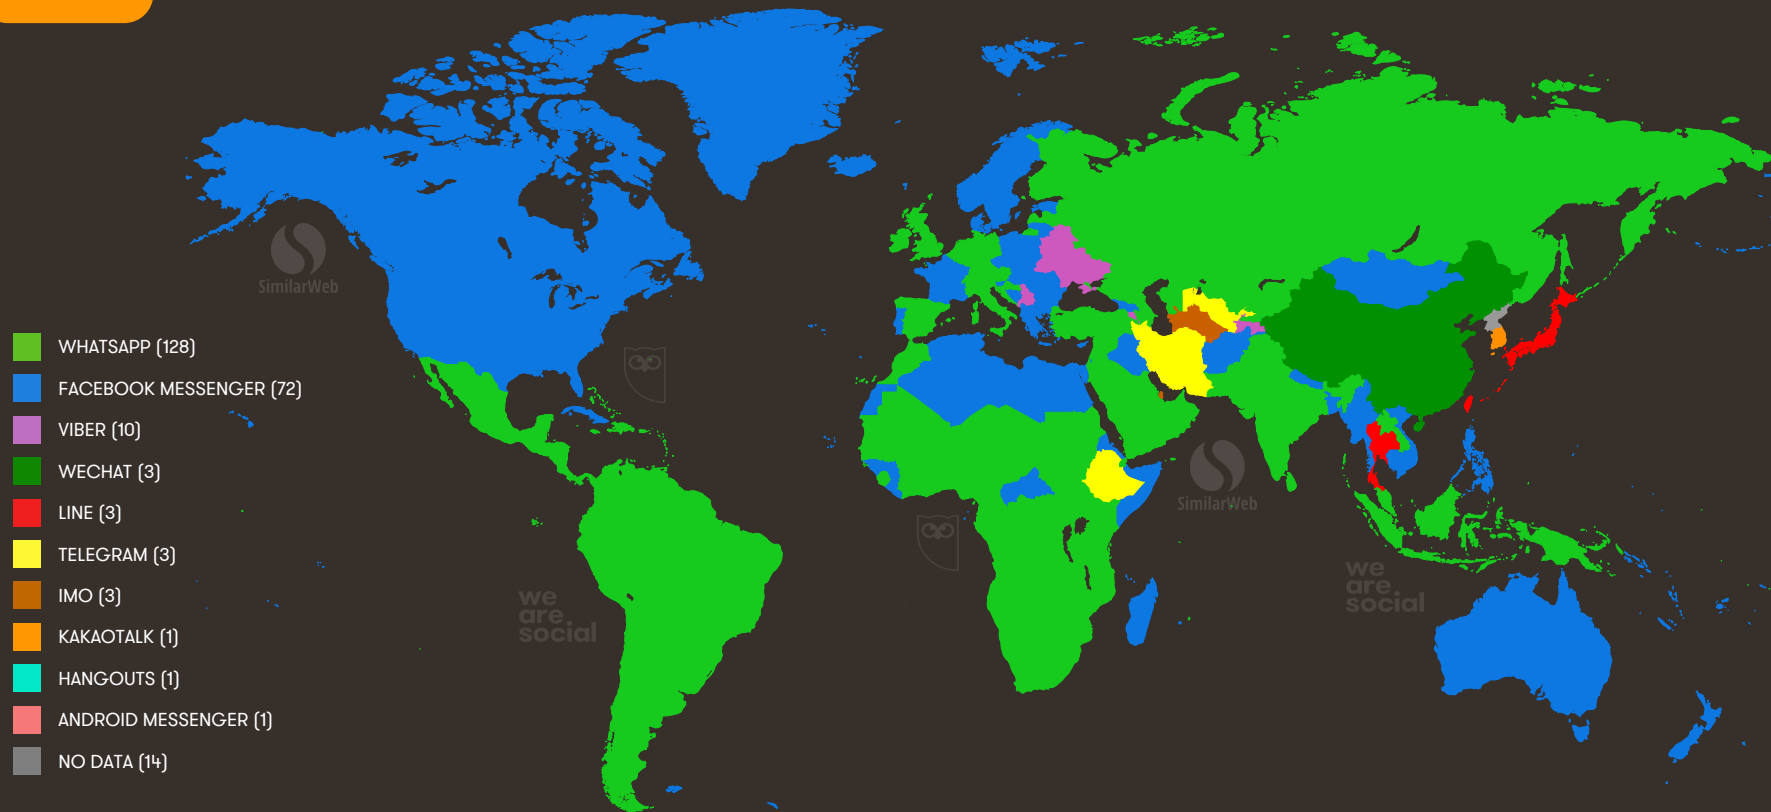 SimilarWeb
WHATSAPP (128)
FACEBOOK MESSENGER (72)
VIBER (10)
WECHAT (3)
LINE (3)
TELEGRAM (3)
IMO (3)
KAKAOTALK (1)
HANGOUTS (1)
ANDROID MESSENGER (1)
NO DATA (14)
SimilarWeb
we
are
social
we
are
social